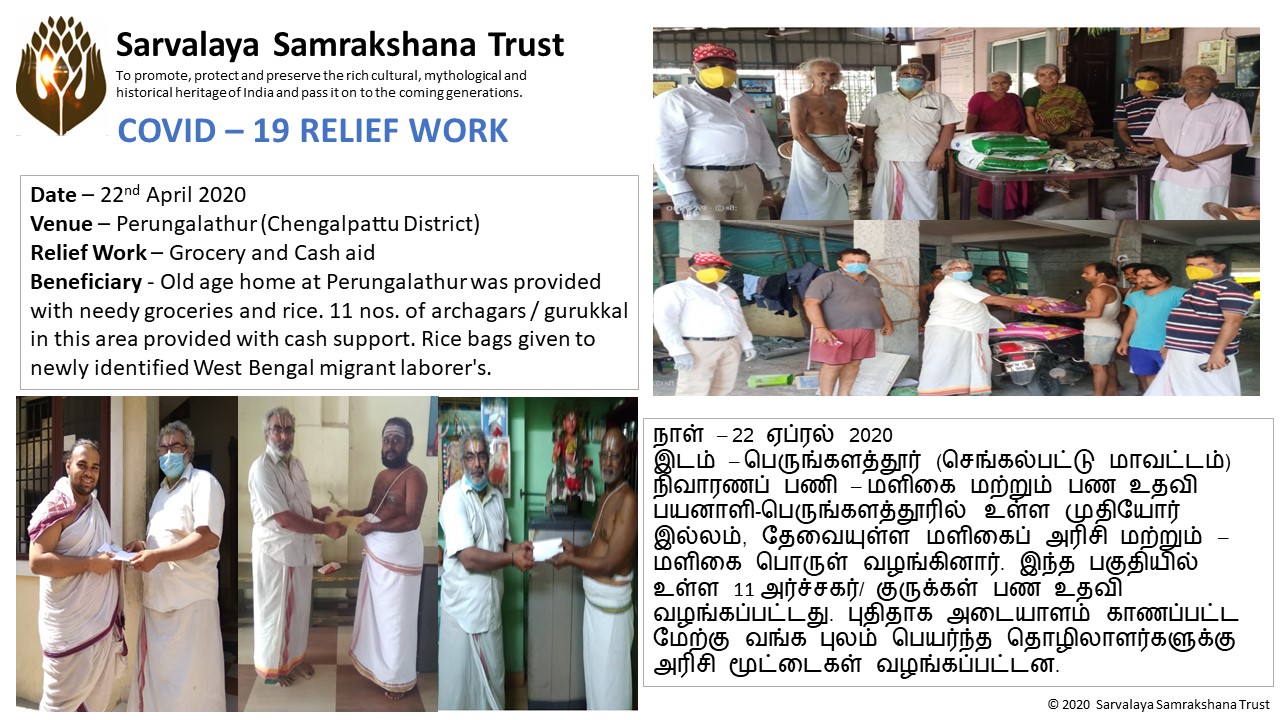 Sarvalaya Samrakshana Trust
To promote, protect and preserve the rich cultural, mythological and
historical heritage of India and pass it on to the coming generations.
COVID – 19 RELIEF WORK
Date – 22nd April 2020
Venue – Perungalathur (Chengalpattu District)
Relief Work – Grocery and Cash aid
Beneficiary - Old age home at Perungalathur was provided
with needy groceries and rice. 11 nos. of archagars / gurukkal
in this area provided with cash support. Rice bags given to
newly identified West Bengal migrant laborer's.
நாள் – 22 ஏப்ரல் 2020
இடம் – பெருங்களத்தூர் (செங்கல்பட்டு மாவட்டம்)
நிவாரணப் பணி – மளிகை மற்றும் பண உதவி
பயனாளி-பெருங்களத்தூரில் உள்ள முதியோர்
இல்லம், தேவையுள்ள மளிகைப் அரிசி மற்றும் –
மளிகை பொருள் வழங்கினார். இந்த பகுதியில்
உள்ள 11 அர்ச்சகர்/ குருக்கள் பண உதவி
வழங்கப்பட்டது. புதிதாக அடையாளம் காணப்பட்ட
மேற்கு வங்க புலம் பெயர்ந்த தொழிலாளர்களுக்கு
அரிசி மூட்டைகள் வழங்கப்பட்டன.
© 2020 Sarvalaya Samrakshana Trust